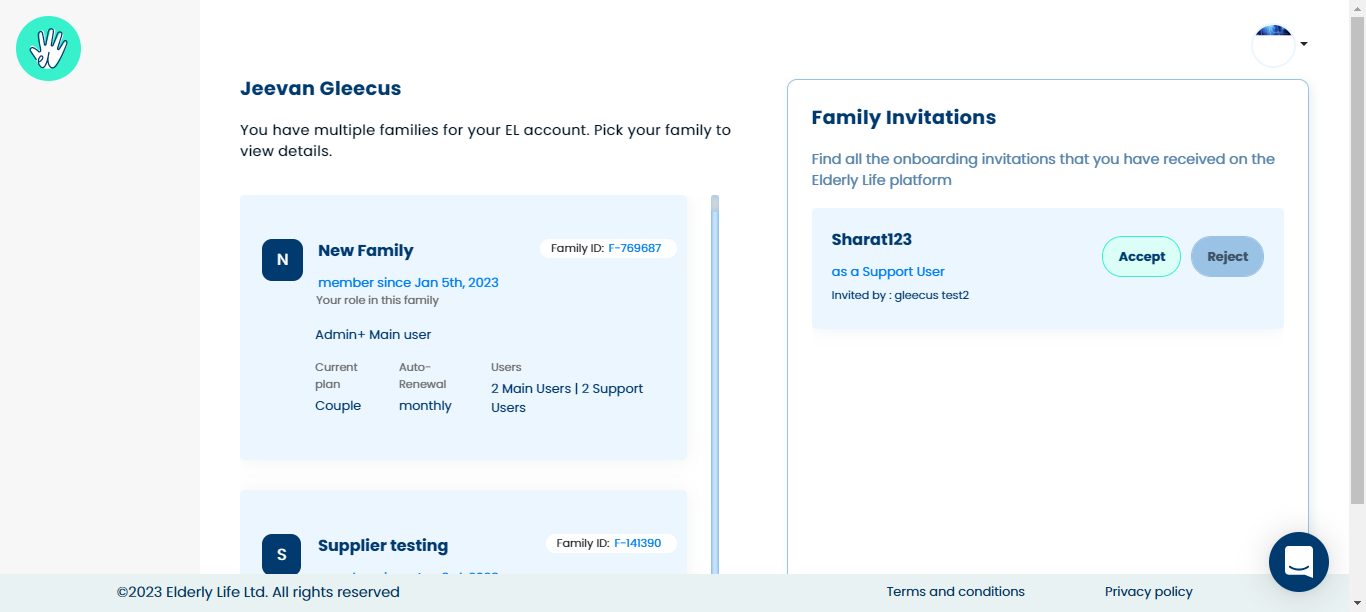 Jeevan Gleecus
You have multiple families for your EL account. Pick your family to
view details.
N
New Family
Family ID: F-769687
member since Jan 5th, 2023
Your role in this family
Admin+ Main user
Current
plan
Couple
Auto-
Renewal
monthly
Users
2 Main Users | 2 Support
Users
S
Supplier testing
Family ID: F-141390
Family Invitations
Find all the onboarding invitations that you have received on the
Elderly Life platform
Sharat123
as a Support User
Invited by : gleecus test2
Accept
Reject
©2023 Elderly Life Ltd. All rights reserved
Terms and conditions
Privacy policy